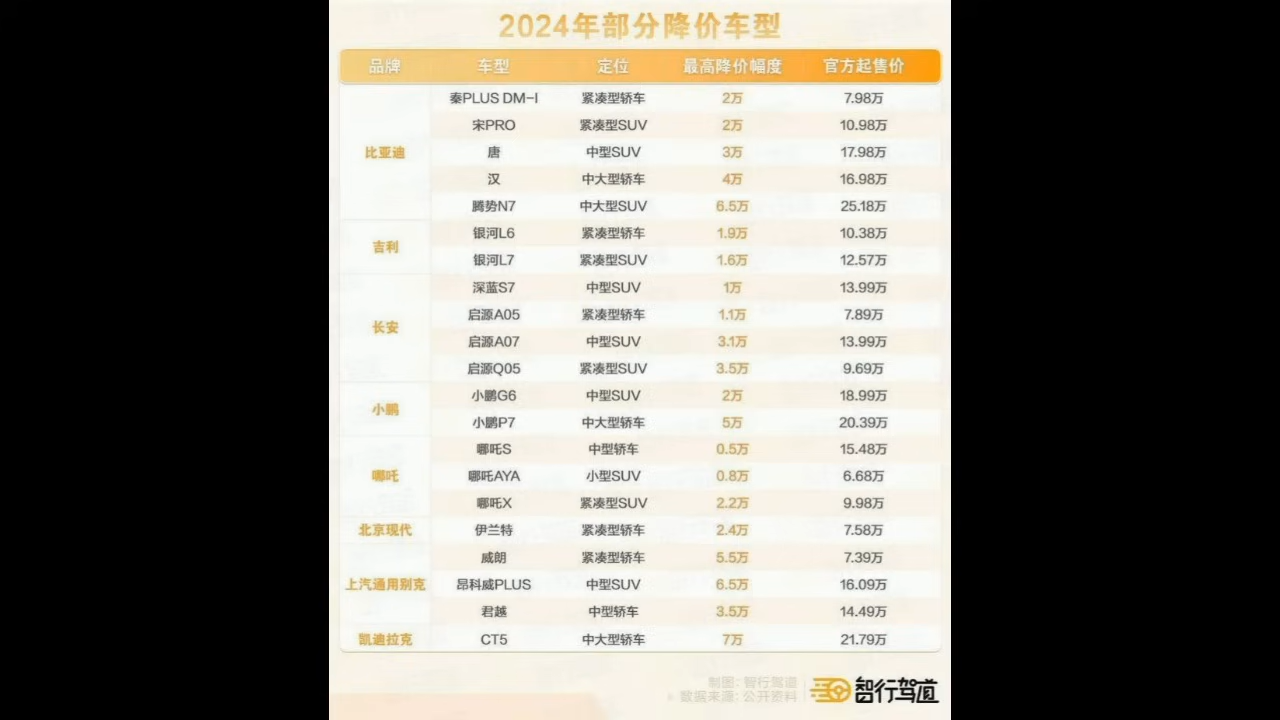 2024年部分降价车型
品牌 车型 定位 最高降价幅度 官方起售价
比亚迪
秦PLUS DM-I 紧凑型轿车 2万 7.98万
宋PRO 紧凑型SUV 2万 10.98万
唐 中型SUV 3万 17.98万
汉 中大型轿车 4万 16.98万
腾势N7 中大型SUV 6.5万 25.18万
吉利
银河L6 紧凑型轿车 1.9万 10.38万
银河L7 紧凑型SUV 1.6万 12.57万
长安
深蓝S7 中型SUV 1万 13.99万
启源A05 紧凑型轿车 1.1万 7.89万
启源A07 中型SUV 3.1万 13.99万
启源Q05 紧凑型SUV 3.5万 9.69万
小鹏
小鹏G6 中型SUV 2万 18.99万
小鹏P7 中大型轿车 5万 20.39万
哪吒
哪吒S 中型轿车 0.5万 15.48万
哪吒AYA 小型SUV 0.8万 6.68万
哪吒X 紧凑型SUV 2.2万 9.98万
北京现代
伊兰特 紧凑型轿车 2.4万 7.58万
上汽通用别克
威朗 紧凑型轿车 5.5万 7.39万
昂科威PLUS 中型SUV 6.5万 16.09万
君越 中型轿车 3.5万 14.49万
凯迪拉克
CT5 中大型轿车 7万 21.79万
制图：智行驾道
数据来源：公开资料
智行驾道